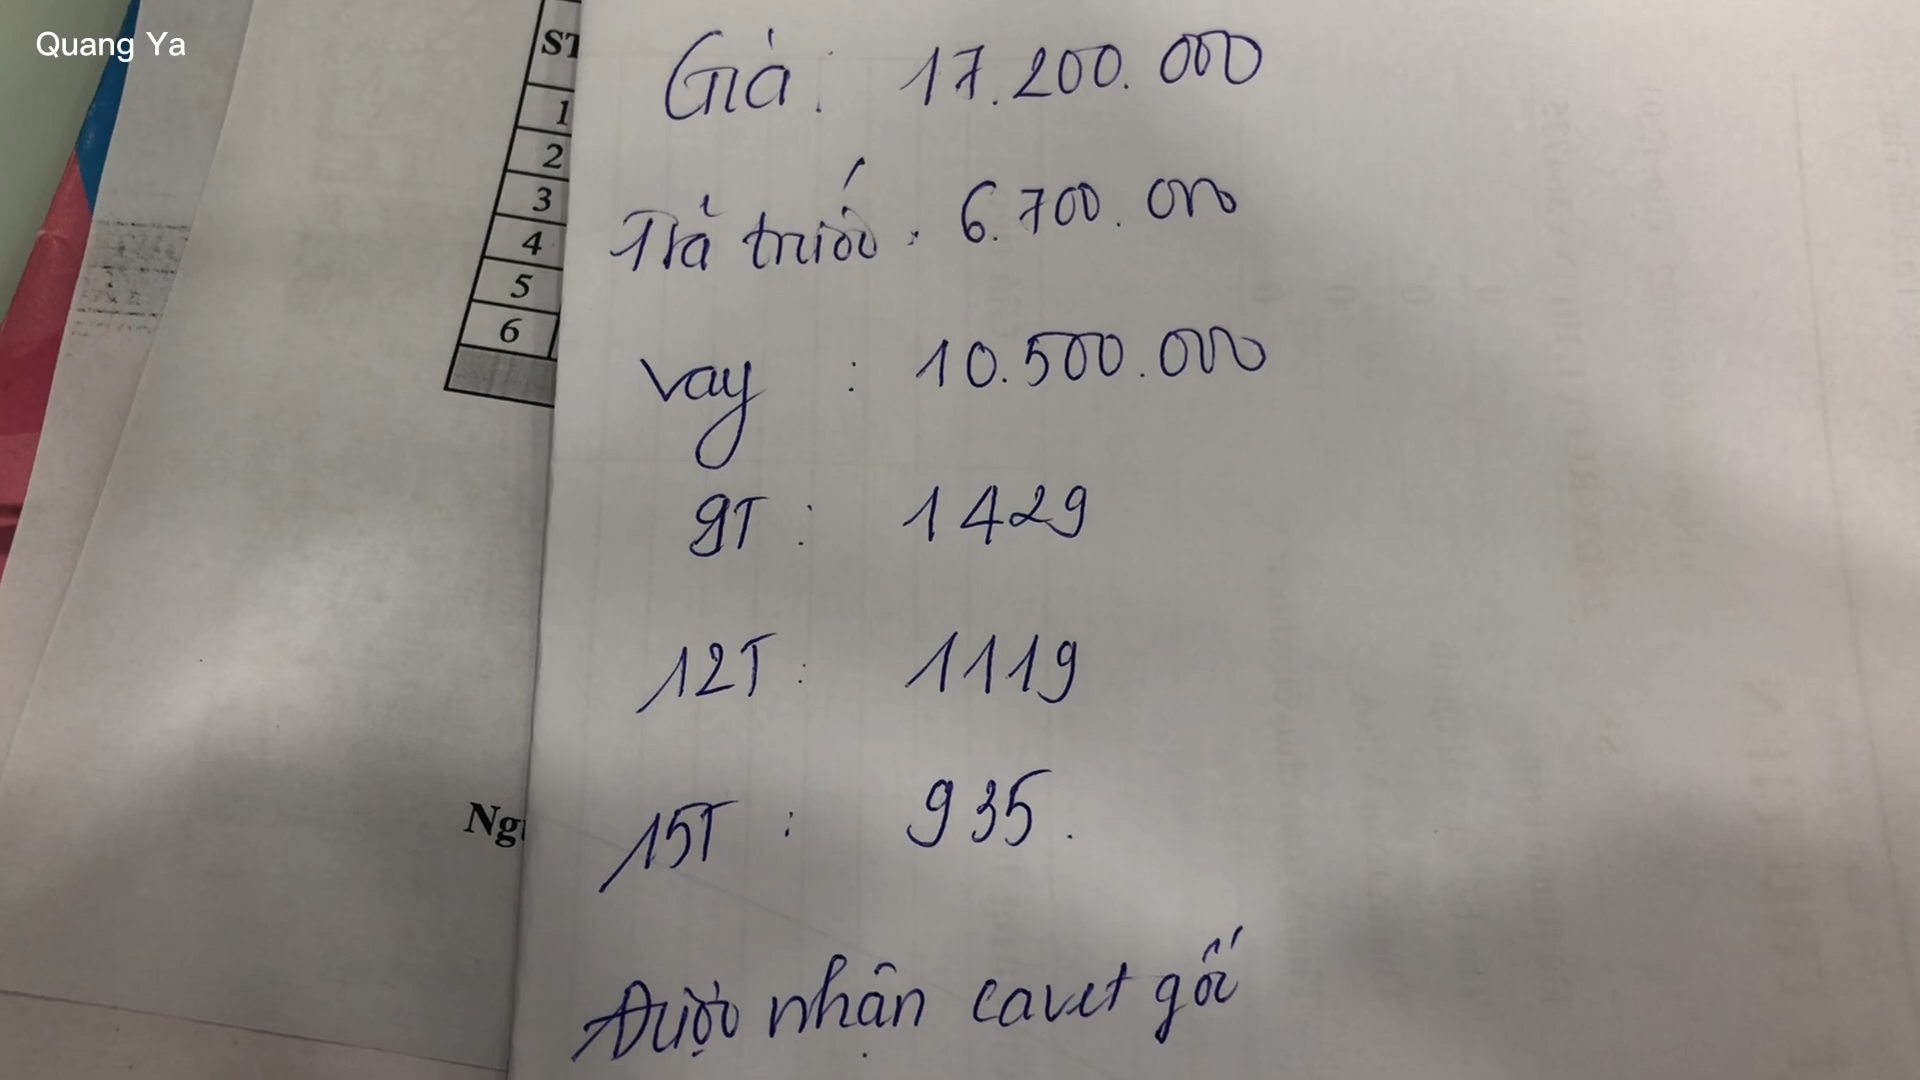 Quang Ya
ST
1
2
3
4
5
6
Giá: 17.200.000
Trả trước: 6.700.000
Vay : 10.500.000
9T: 1429
12T: 1119
15T: 935.
Được nhận cavet gốc